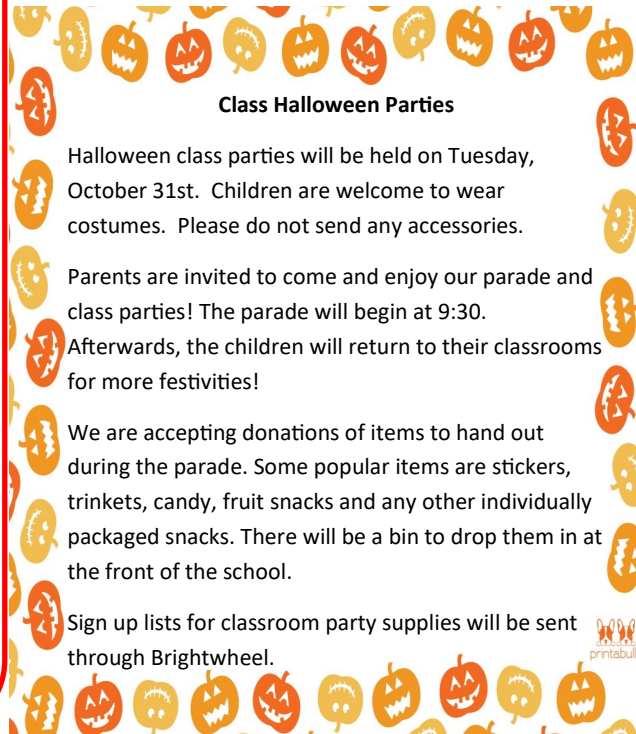 Class Halloween Parties
Halloween class parties will be held on Tuesday,
October 31st.  Children are welcome to wear
costumes.  Please do not send any accessories.
Parents are invited to come and enjoy our parade and
class parties! The parade will begin at 9:30.
Afterwards, the children will return to their classrooms
for more festivities!
We are accepting donations of items to hand out
during the parade. Some popular items are stickers,
trinkets, candy, fruit snacks and any other individually
packaged snacks. There will be a bin to drop them in at
the front of the school.
Sign up lists for classroom party supplies will be sent
through Brightwheel.